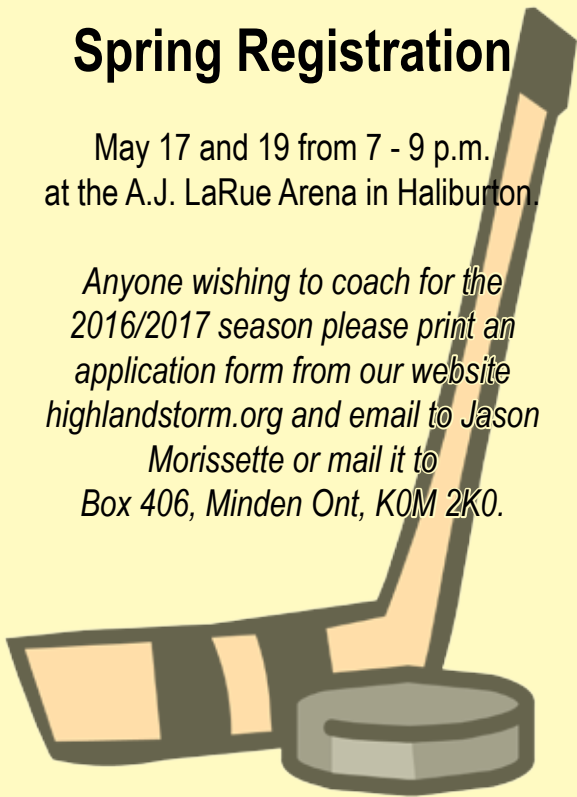 Spring Registration
May 17 and 19 from 7 - 9 p.m.
at the A.J. LaRue Arena in Haliburton.
Anyone wishing to coach for the
2016/2017 season please print an
application form from our website
highlandstorm.org and email to Jason
Morissette or mail it to
Box 406, Minden Ont, K0M 2K0.